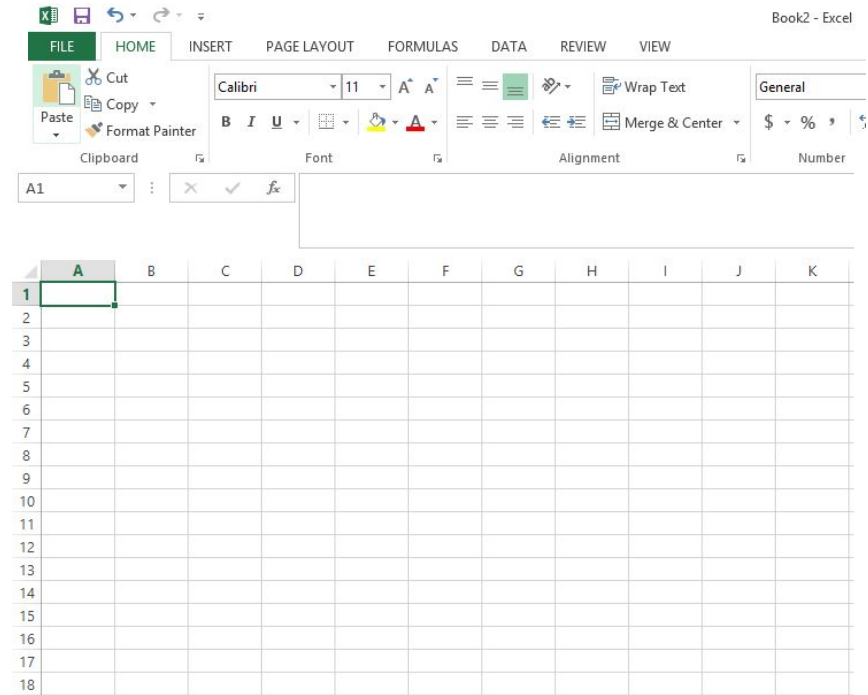 Book2 - Excel
FILE HOME INSERT PAGE LAYOUT FORMULAS DATA REVIEW VIEW
Cut
Calibri 11 A A Wrap Text General
Copy
Paste
B I U A Merge & Center $ % ,
Format Painter
Clipboard Font Alignment Number
A1 fx
A B C D E F G H I J K
1
2
3
4
5
6
7
8
9
10
11
12
13
14
15
16
17
18